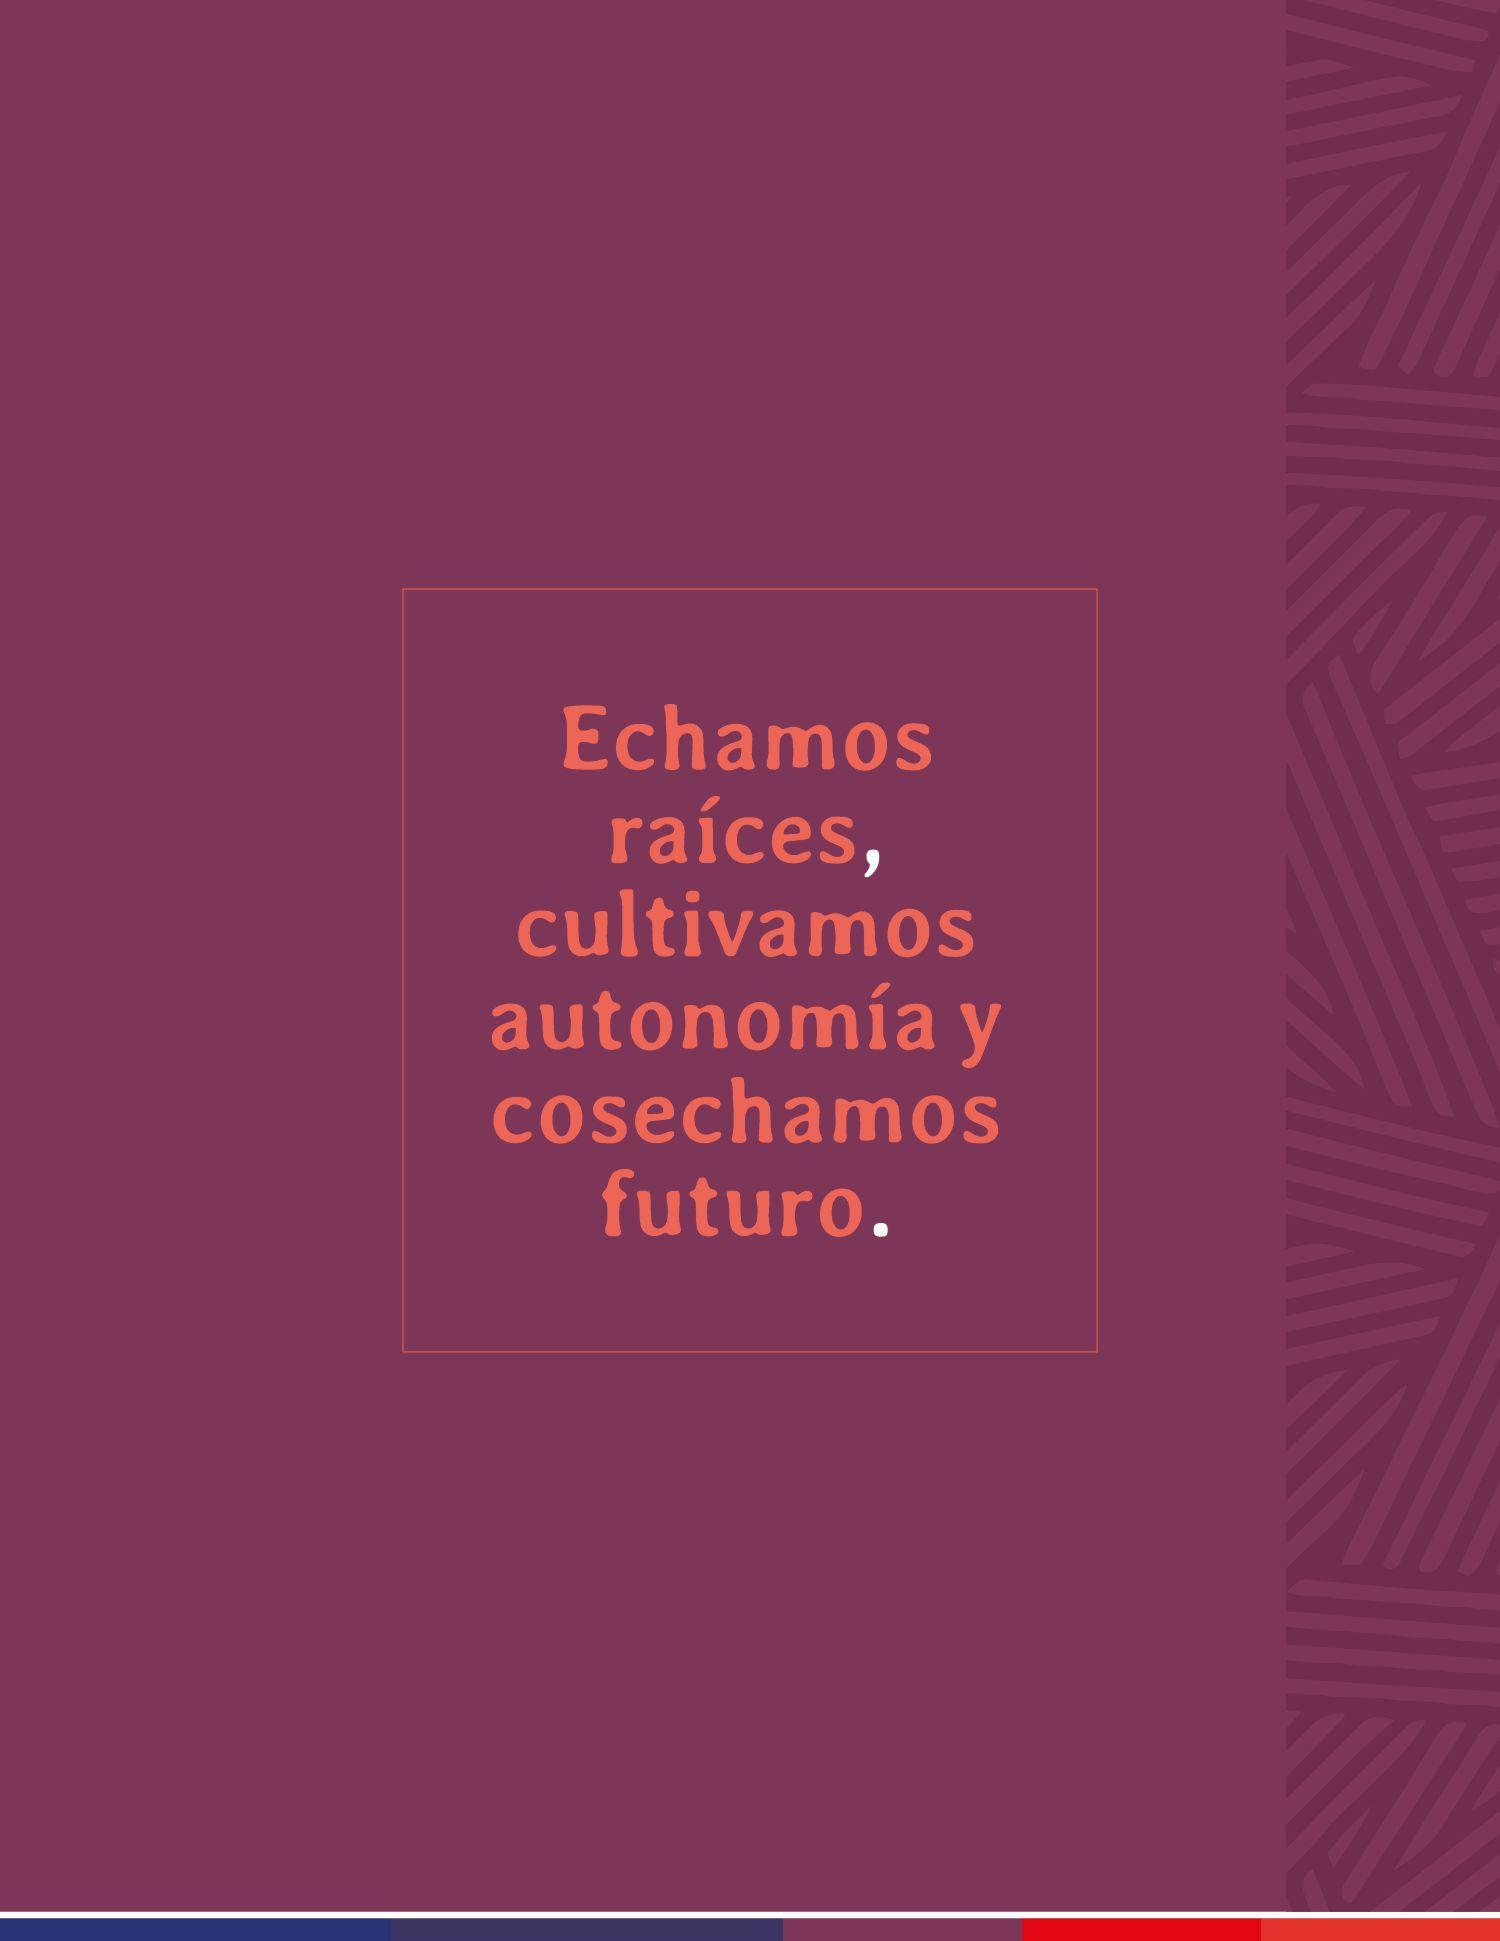 Echamos
raíces,
cultivamos
autonomía y
cosechamos
futuro.